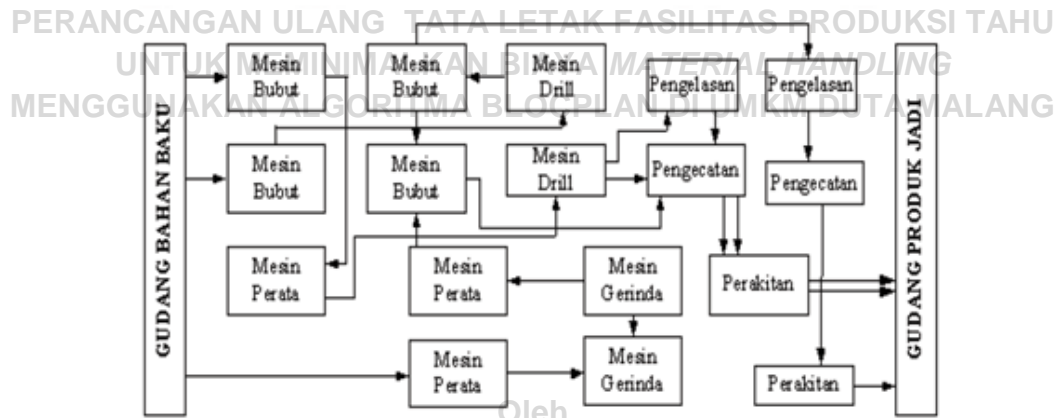 PERANCANGAN ULANG TATA LETAK FASILITAS PRODUKSI TAHU
UNTUK MEMINIMALKAN BIAYA MATERIAL HANDLING
MENGGUNAKAN ALGORITMA BLOCPLAN DI UMKM DUTA MALANG
GUDANG BAHAN BAKU
Mesin
Bubut
Mesin
Bubut
Mesin
Drill
Pengelasan
Pengelasan
Mesin
Bubut
Mesin
Bubut
Mesin
Drill
Pengecatan
Pengecatan
Mesin
Perata
Mesin
Perata
Mesin
Gerinda
Perakitan
Mesin
Perata
Mesin
Gerinda
Perakitan
GUDANG PRODUK JADI
Oleh